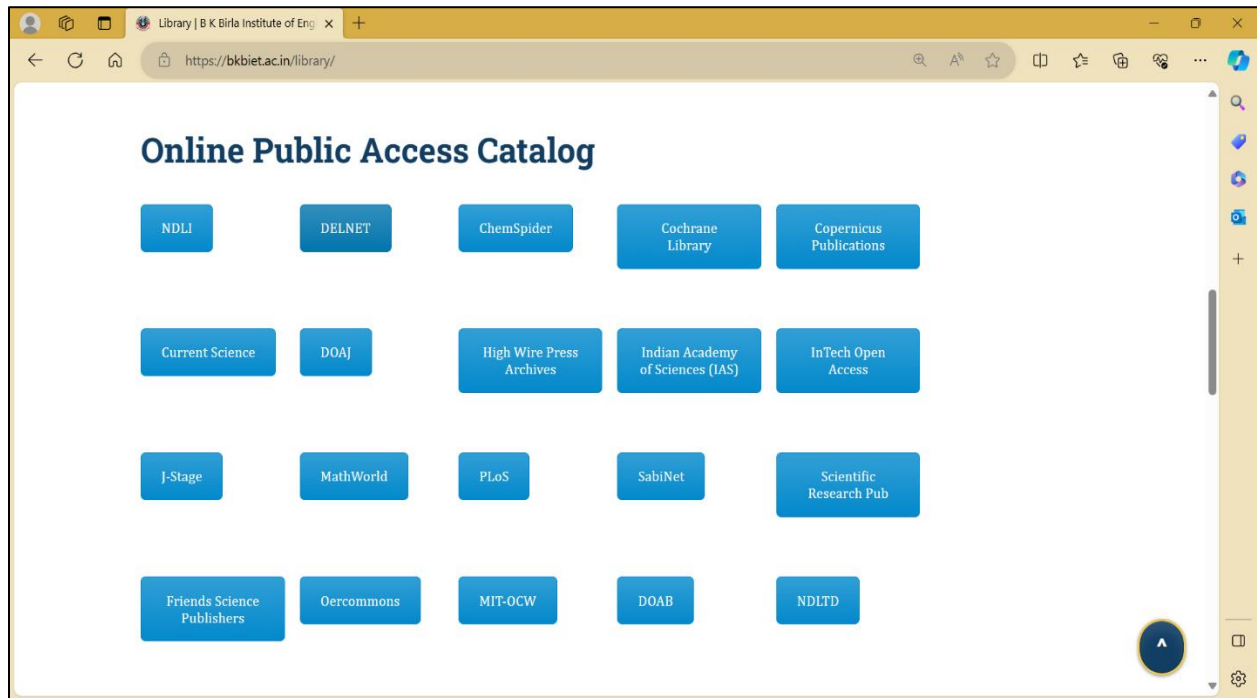 Library | B K Birla Institute of Eng
https://bkbiet.ac.in/library/
Online Public Access Catalog
NDLI
DELNET
ChemSpider
Cochrane
Library
Copernicus
Publications
Current Science
DOAJ
High Wire Press
Archives
Indian Academy
of Sciences (IAS)
InTech Open
Access
J-Stage
MathWorld
PLoS
SabiNet
Scientific
Research Pub
Friends Science
Publishers
Oercommons
MIT-OCW
DOAB
NDLTD